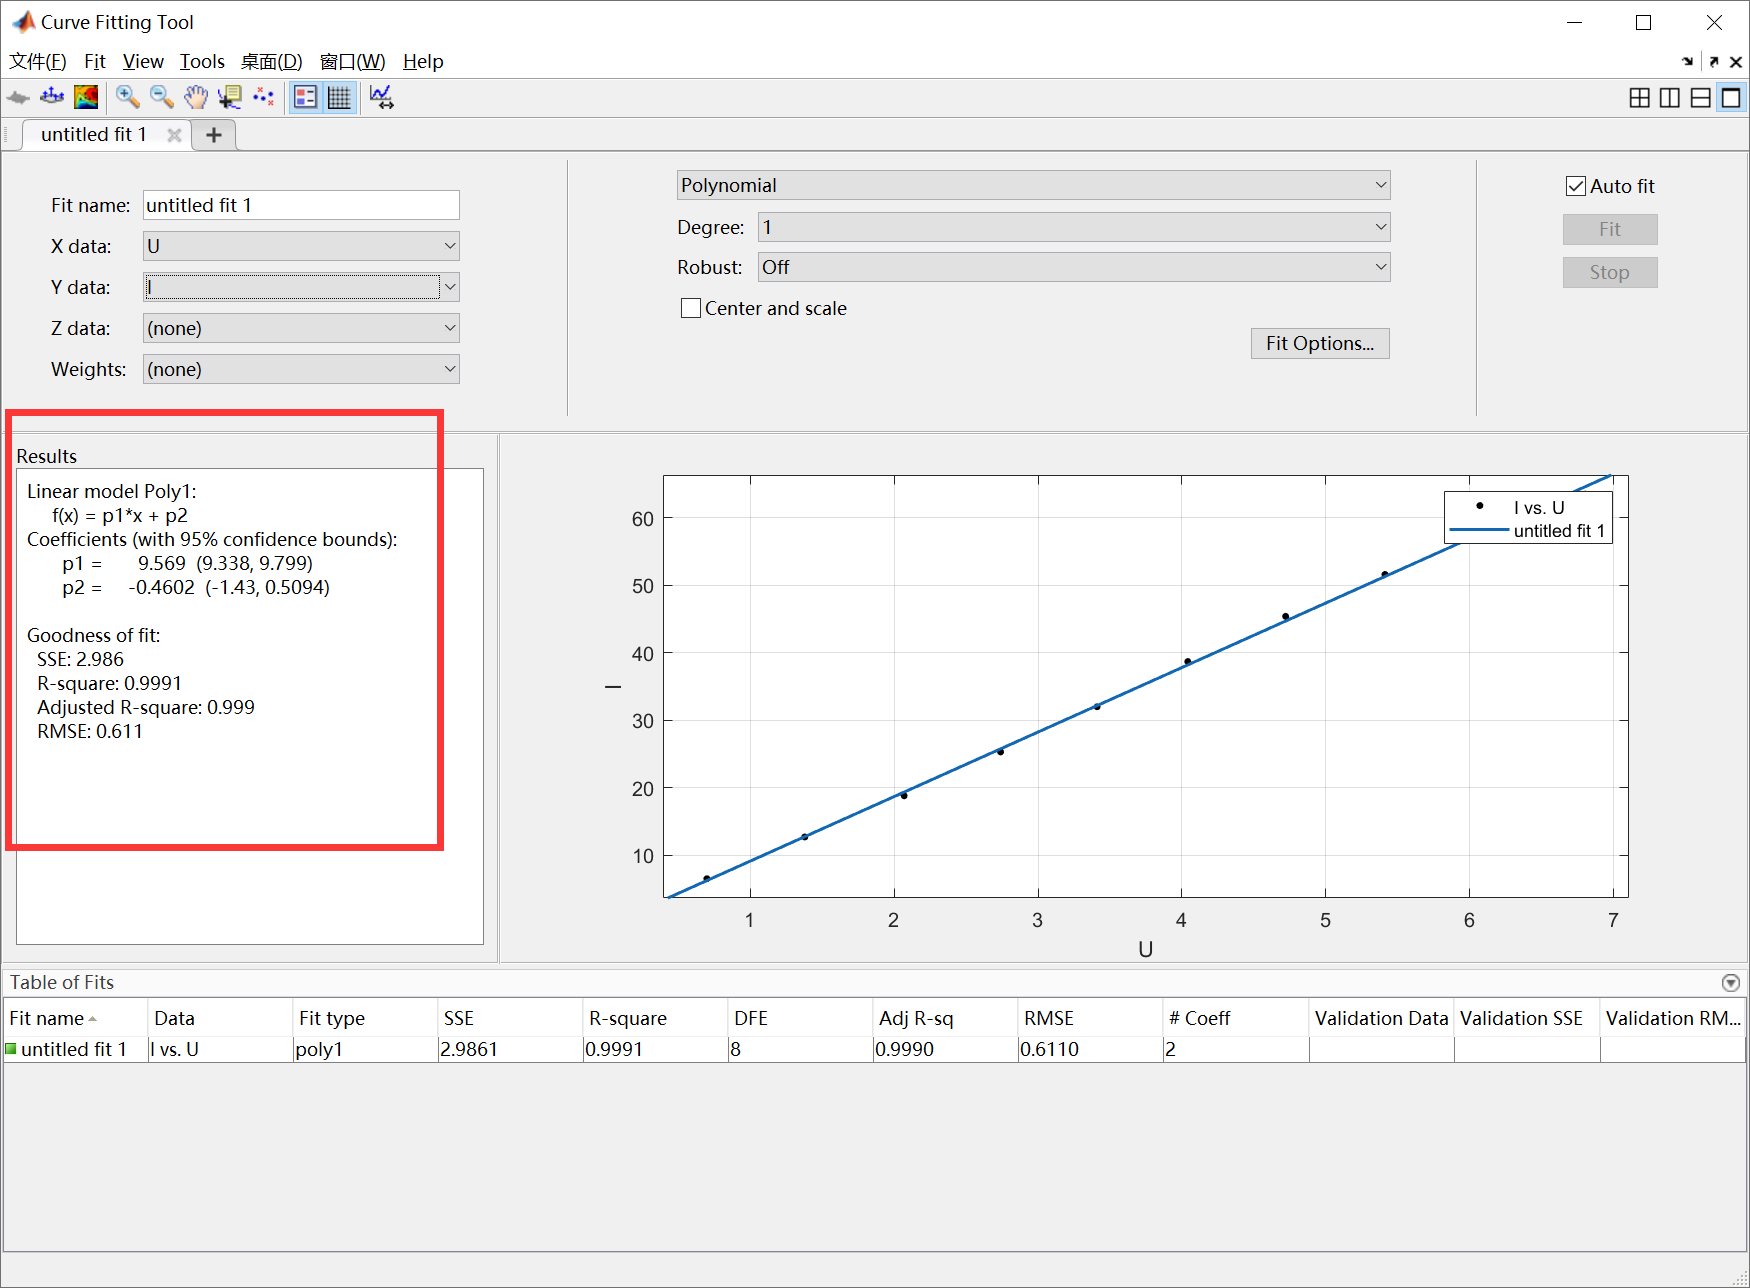 Curve Fitting Tool
文件(F) Fit View Tools 桌面(D) 窗口(W) Help
untitled fit 1
Fit name: untitled fit 1
X data: U
Y data: I
Z data: (none)
Weights: (none)
Polynomial
Degree: 1
Robust: Off
Center and scale
Fit Options...
Auto fit
Fit
Stop
Results
Linear model Poly1:
f(x) = p1*x + p2
Coefficients (with 95% confidence bounds):
p1 = 9.569 (9.338, 9.799)
p2 = -0.4602 (-1.43, 0.5094)
Goodness of fit:
SSE: 2.986
R-square: 0.9991
Adjusted R-square: 0.999
RMSE: 0.611
I vs. U
untitled fit 1
60
50
40
30
20
10
I
1 2 3 4 5 6 7
U
Table of Fits
Fit name Data Fit type SSE R-square DFE Adj R-sq RMSE # Coeff Validation Data Validation SSE Validation RM...
untitled fit 1 I vs. U poly1 2.9861 0.9991 8 0.9990 0.6110 2